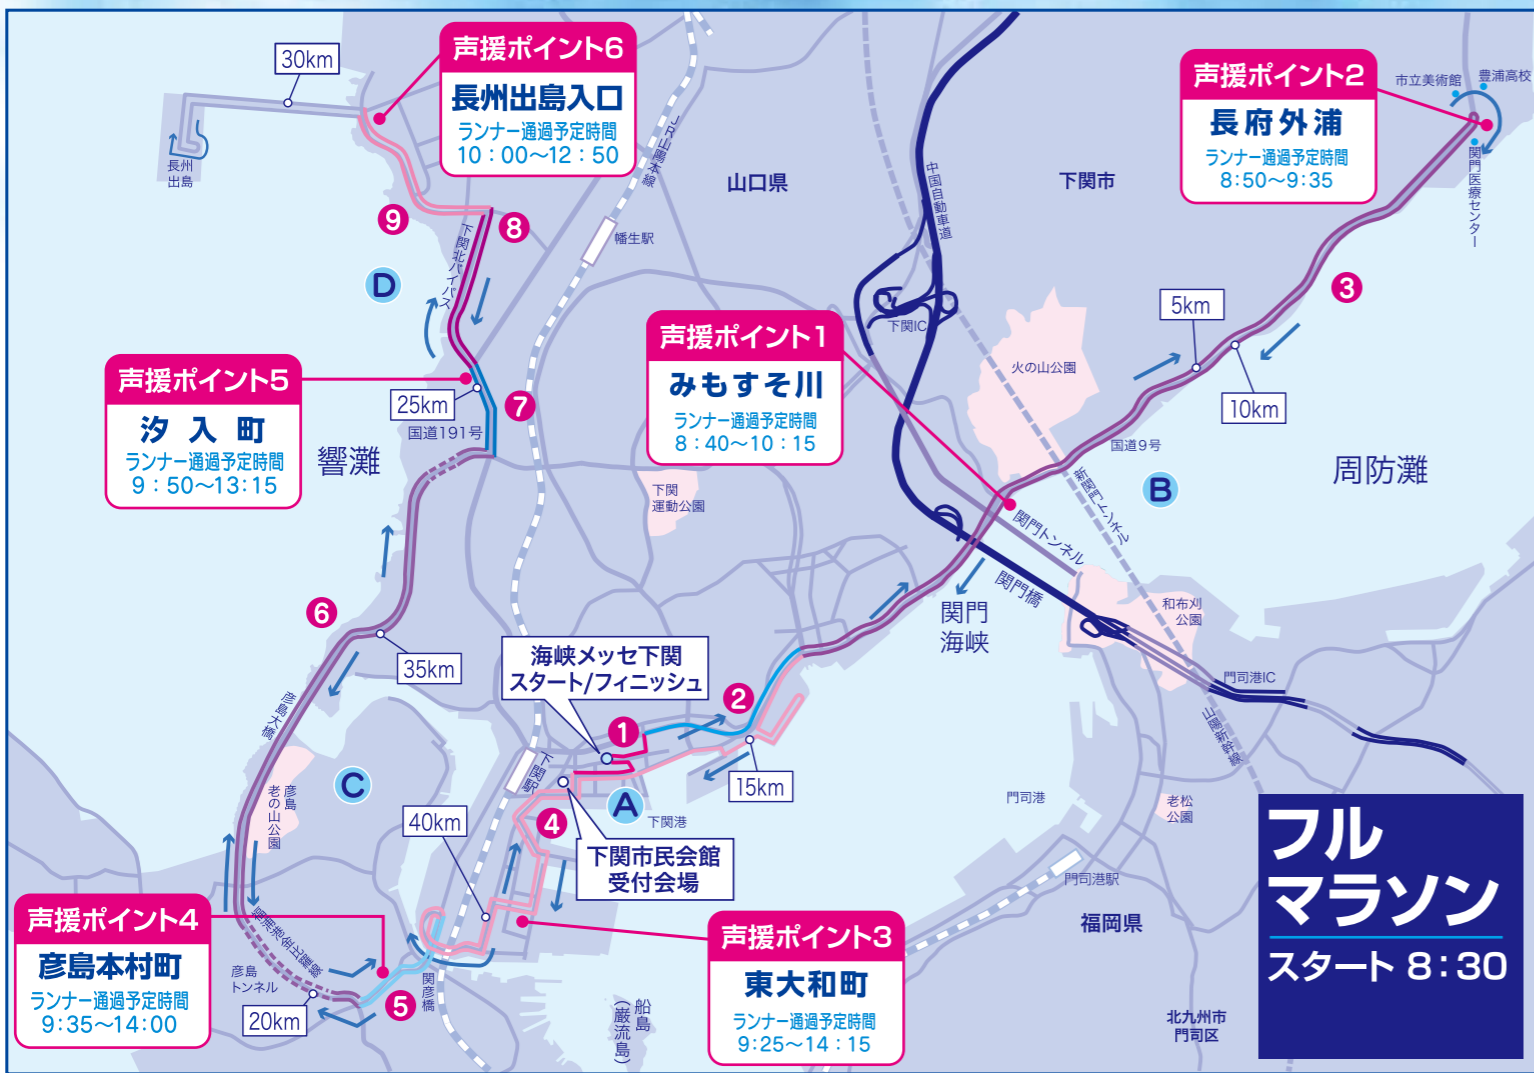 声援ポイント6
長州出島入口
ランナー通過予定時間
10：00～12：50
30km
長州
出島
JR山陽本線
幡生駅
山口県
中国自動車道
下関市
声援ポイント2
長府外浦
ランナー通過予定時間
8:50～9:35
市立美術館
豊浦高校
関門医療センター
9
8
下関北バイパス
D
下関IC
火の山公園
3
5km
10km
声援ポイント1
みもすそ川
ランナー通過予定時間
8：40～10：15
声援ポイント5
汐入町
ランナー通過予定時間
9：50～13:15
25km
7
国道191号
響灘
下関
運動公園
国道9号
B
周防灘
新関門トンネル
関門トンネル
関門橋
関門
海峡
和布刈
公園
門司港IC
山陽新幹線
6
35km
彦島大橋
海峡メッセ下関
スタート/フィニッシュ
1
2
15km
C
彦島
老の山公園
下関駅
A
下関港
4
40km
下関市民会館
受付会場
門司港
老松
公園
門司港駅
福岡県
北九州市
門司区
声援ポイント4
彦島本村町
ランナー通過予定時間
9:35～14:00
福浦港金比羅線
彦島
トンネル
20km
5
関彦橋
船島
(巌流島)
声援ポイント3
東大和町
ランナー通過予定時間
9:25～14：15
フル
マラソン
スタート 8:30